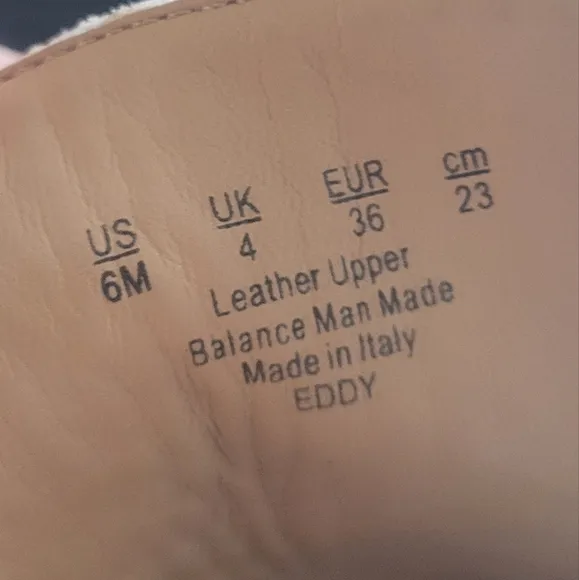 US UK EUR cm
6M 4 36 23
Leather Upper
Balance Man Made
Made in Italy
EDDY